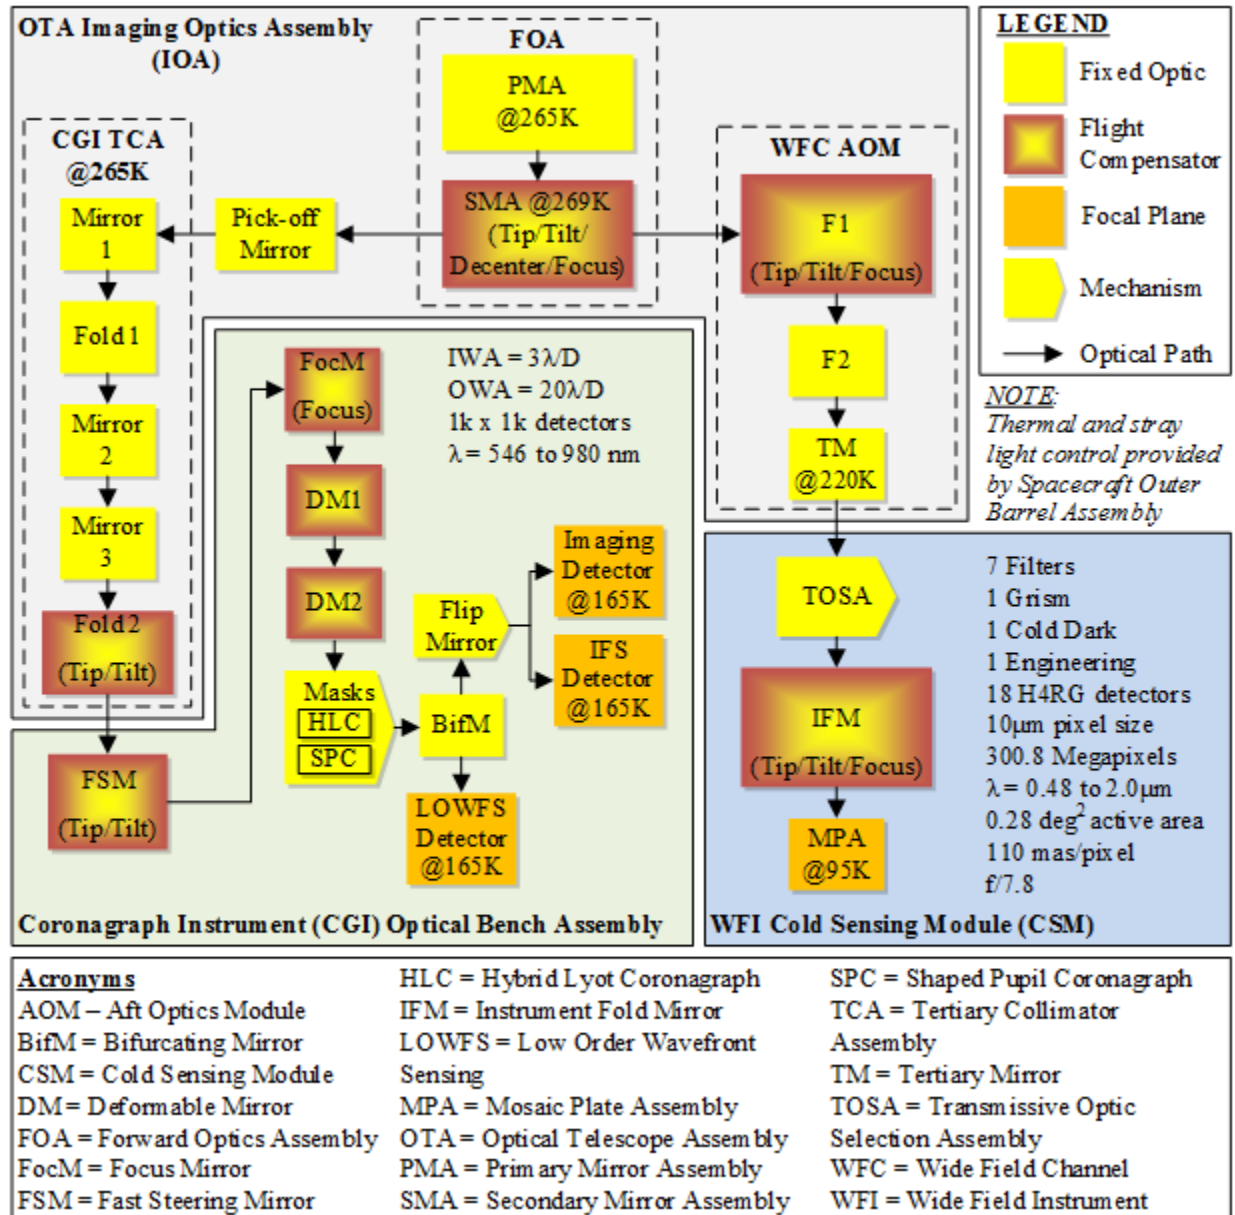 OTA Imaging Optics Assembly
(IOA)
FOA
PMA
@265K
SMA @269K
(Tip/Tilt/
Decenter/Focus)
CGI TCA
@265K
Mirror
1
Pick-off
Mirror
Fold 1
Mirror
2
Mirror
3
Fold2
(Tip/Tilt)
WFC AOM
F1
(Tip/Tilt/Focus)
F2
TM
@220K
LEGEND
Fixed Optic
Flight
Compensator
Focal Plane
Mechanism
Optical Path
NOTE:
Thermal and stray
light control provided
by Spacecraft Outer
Barrel Assembly
FSM
(Tip/Tilt)
FocM
(Focus)
DM1
DM2
Masks
HLC
SPC
IWA = 3λ/D
OWA = 20λ/D
1k x 1k detectors
λ = 546 to 980 nm
Flip
Mirror
BifM
Imaging
Detector
@165K
IFS
Detector
@165K
LOWFS
Detector
@165K
Coronagraph Instrument (CGI) Optical Bench Assembly
TOSA
IFM
(Tip/Tilt/Focus)
MPA
@95K
7 Filters
1 Grism
1 Cold Dark
1 Engineering
18 H4RG detectors
10μm pixel size
300.8 Megapixels
λ = 0.48 to 2.0μm
0.28 deg² active area
110 mas/pixel
f/7.8
WFI Cold Sensing Module (CSM)
Acronyms
AOM – Aft Optics Module
BifM = Bifurcating Mirror
CSM = Cold Sensing Module
DM = Deformable Mirror
FOA = Forward Optics Assembly
FocM = Focus Mirror
FSM = Fast Steering Mirror
HLC = Hybrid Lyot Coronagraph
IFM = Instrument Fold Mirror
LOWFS = Low Order Wavefront
Sensing
MPA = Mosaic Plate Assembly
OTA = Optical Telescope Assembly
PMA = Primary Mirror Assembly
SMA = Secondary Mirror Assembly
SPC = Shaped Pupil Coronagraph
TCA = Tertiary Collimator
Assembly
TM = Tertiary Mirror
TOSA = Transmissive Optic
Selection Assembly
WFC = Wide Field Channel
WFI = Wide Field Instrument